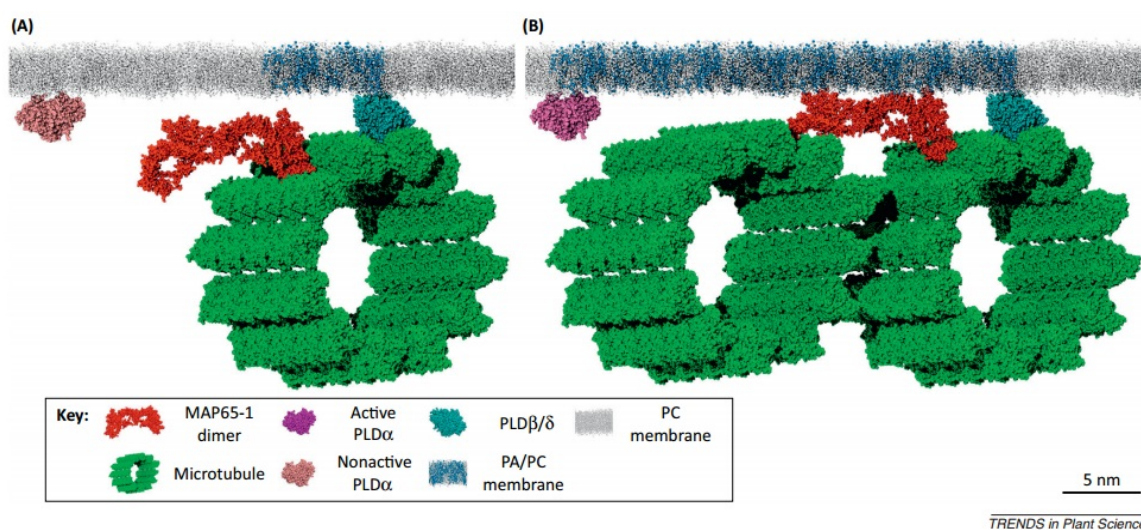 (A)
(B)
Key:
MAP65-1
dimer
Active
PLDα
PLDβ/δ
PC
membrane
Microtubule
Nonactive
PLDα
PA/PC
membrane
5 nm
TRENDS in Plant Science